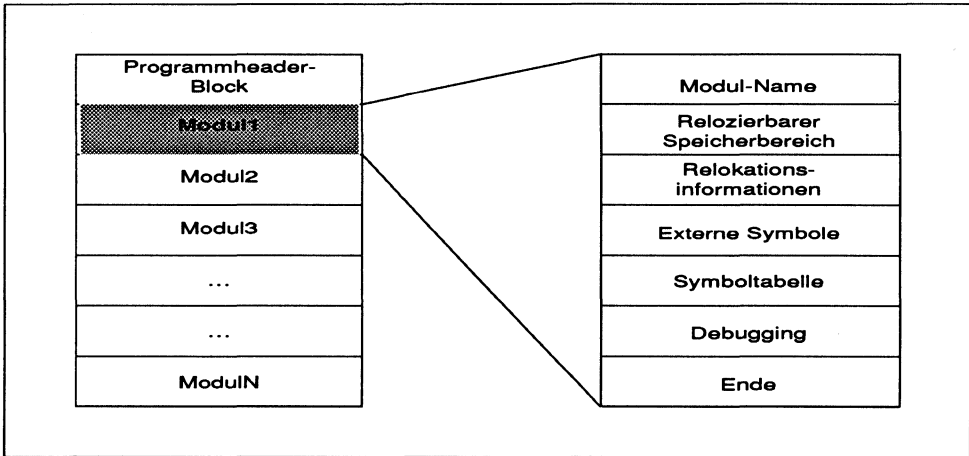 Programmheader-
Block
Modul1
Modul2
Modul3
...
...
ModulN
Modul-Name
Relozierbarer
Speicherbereich
Relokations-
informationen
Externe Symbole
Symboltabelle
Debugging
Ende